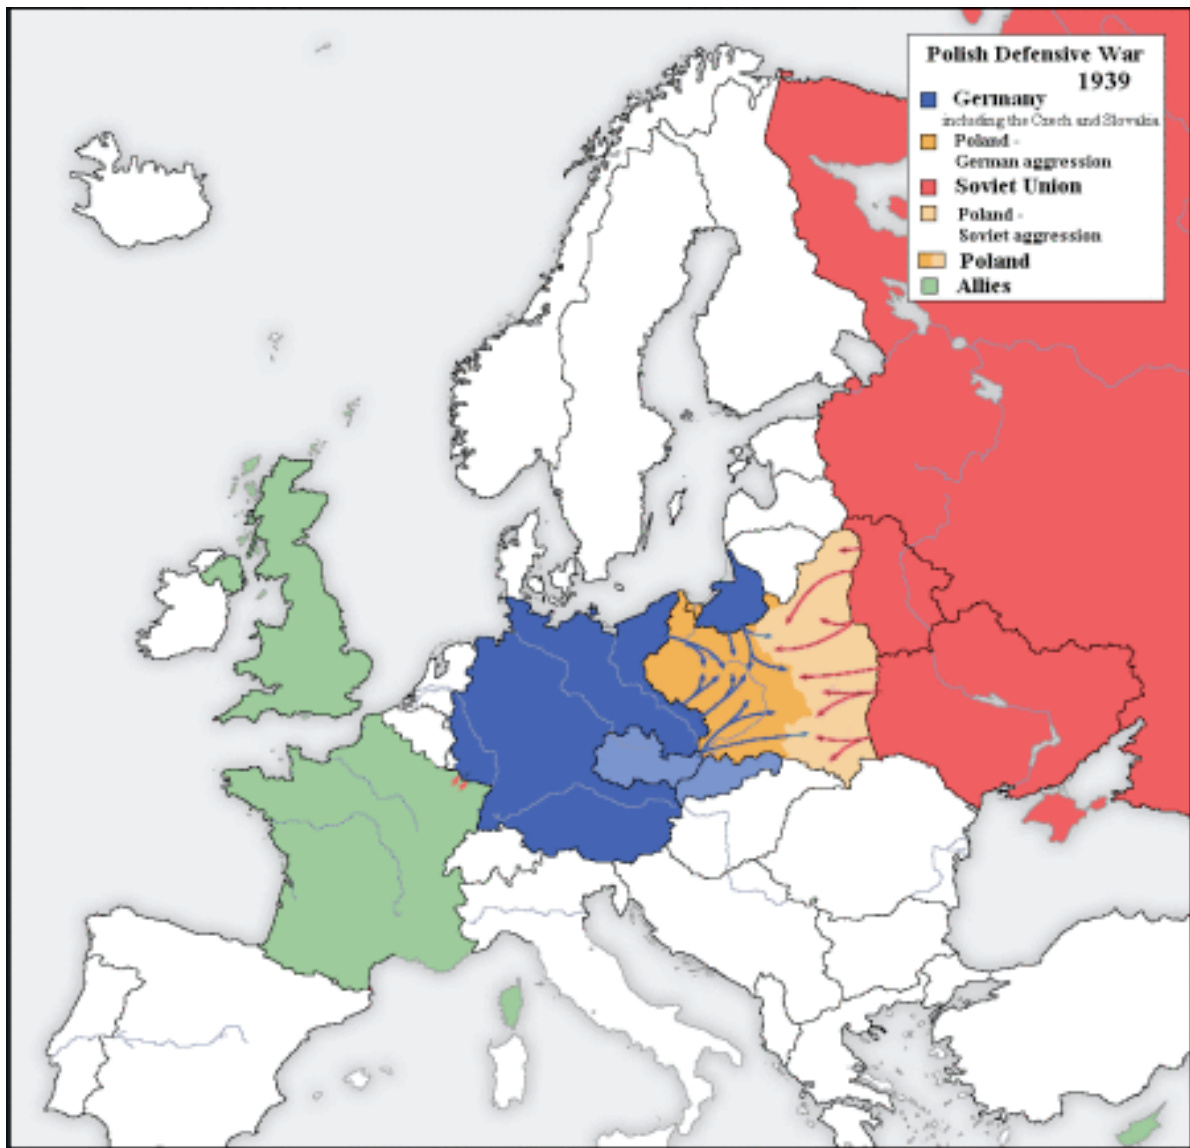 Polish Defensive War
1939
Germany
including the Czech and Slovakia
Poland -
German aggression
Soviet Union
Poland -
Soviet aggression
Poland
Allies